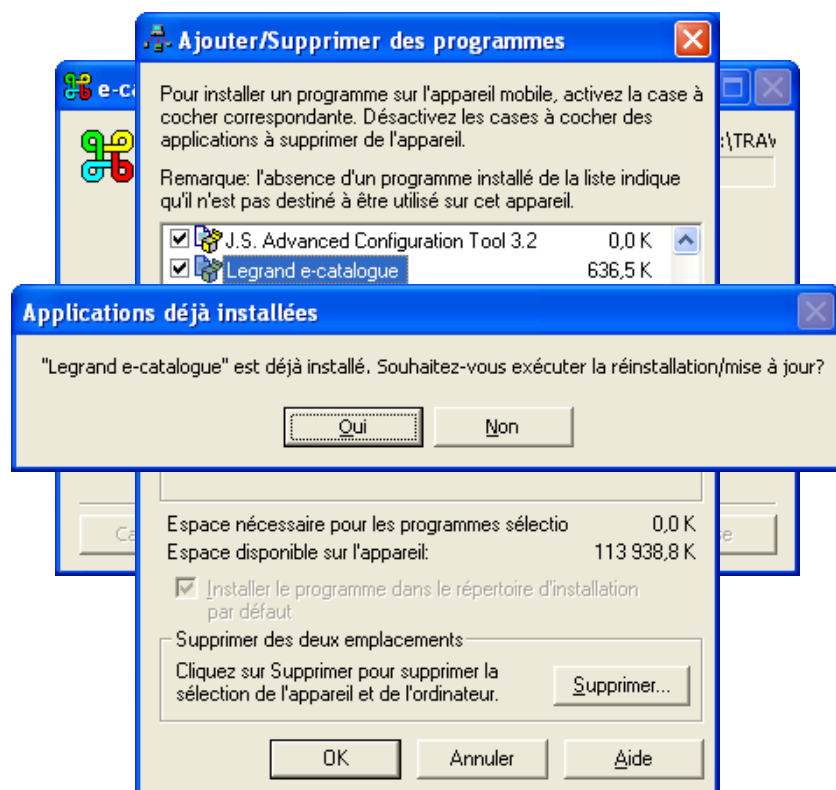 Ajouter/Supprimer des programmes
e-ca
Pour installer un programme sur l'appareil mobile, activez la case à
cocher correspondante. Désactivez les cases à cocher des
applications à supprimer de l'appareil.
:\TRAV
Remarque: l'absence d'un programme installé de la liste indique
qu'il n'est pas destiné à être utilisé sur cet appareil.
J.S. Advanced Configuration Tool 3.2 0,0 K
Legrand e-catalogue 636,5 K
Applications déjà installées
"Legrand e-catalogue" est déjà installé. Souhaitez-vous exécuter la réinstallation/mise à jour?
Oui Non
Espace nécessaire pour les programmes sélectio 0,0 K
Ca
se
Espace disponible sur l'appareil: 113 938,8 K
Installer le programme dans le répertoire d'installation
par défaut
Supprimer des deux emplacements
Cliquez sur Supprimer pour supprimer la
sélection de l'appareil et de l'ordinateur.
Supprimer...
OK Annuler Aide